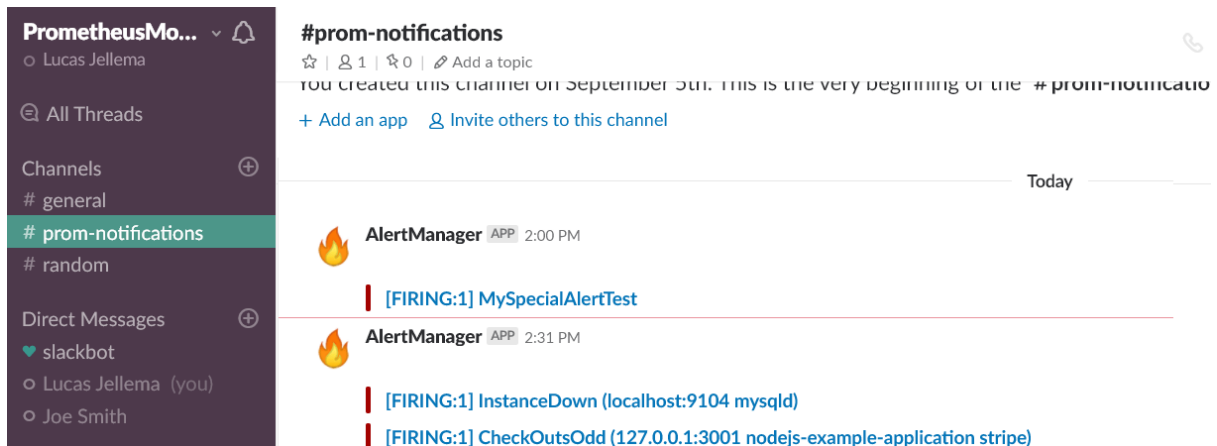 PrometheusMo...
Lucas Jellema
All Threads
Channels
# general
# prom-notifications
# random
Direct Messages
slackbot
Lucas Jellema (you)
Joe Smith
#prom-notifications
1 | 0 | Add a topic
You created this channel on September 5th. This is the very beginning of the #prom-notificatio
+ Add an app Invite others to this channel
Today
AlertManager APP 2:00 PM
[FIRING:1] MySpecialAlertTest
AlertManager APP 2:31 PM
[FIRING:1] InstanceDown (localhost:9104 mysqld)
[FIRING:1] CheckOutsOdd (127.0.0.1:3001 nodejs-example-application stripe)